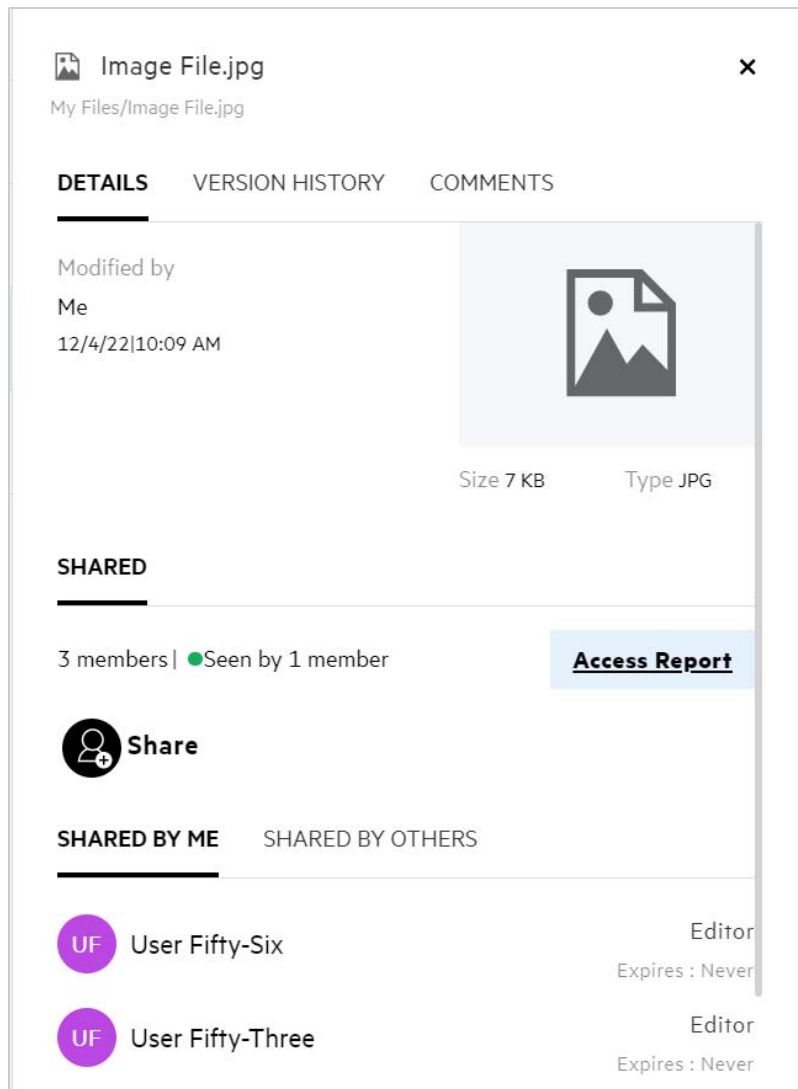 Image File.jpg
My Files/Image File.jpg
DETAILS VERSION HISTORY COMMENTS
Modified by
Me
12/4/22|10:09 AM
Size 7 KB Type JPG
SHARED
3 members| Seen by 1 member Access Report
Share
SHARED BY ME SHARED BY OTHERS
UF User Fifty-Six Editor
Expires : Never
UF User Fifty-Three Editor
Expires : Never